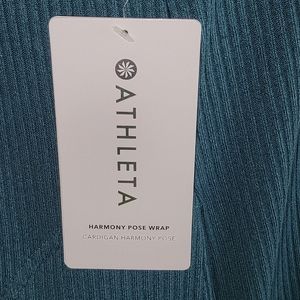 ATHLETA
HARMONY POSE WRAP
CARDIGAN HARMONY POSE